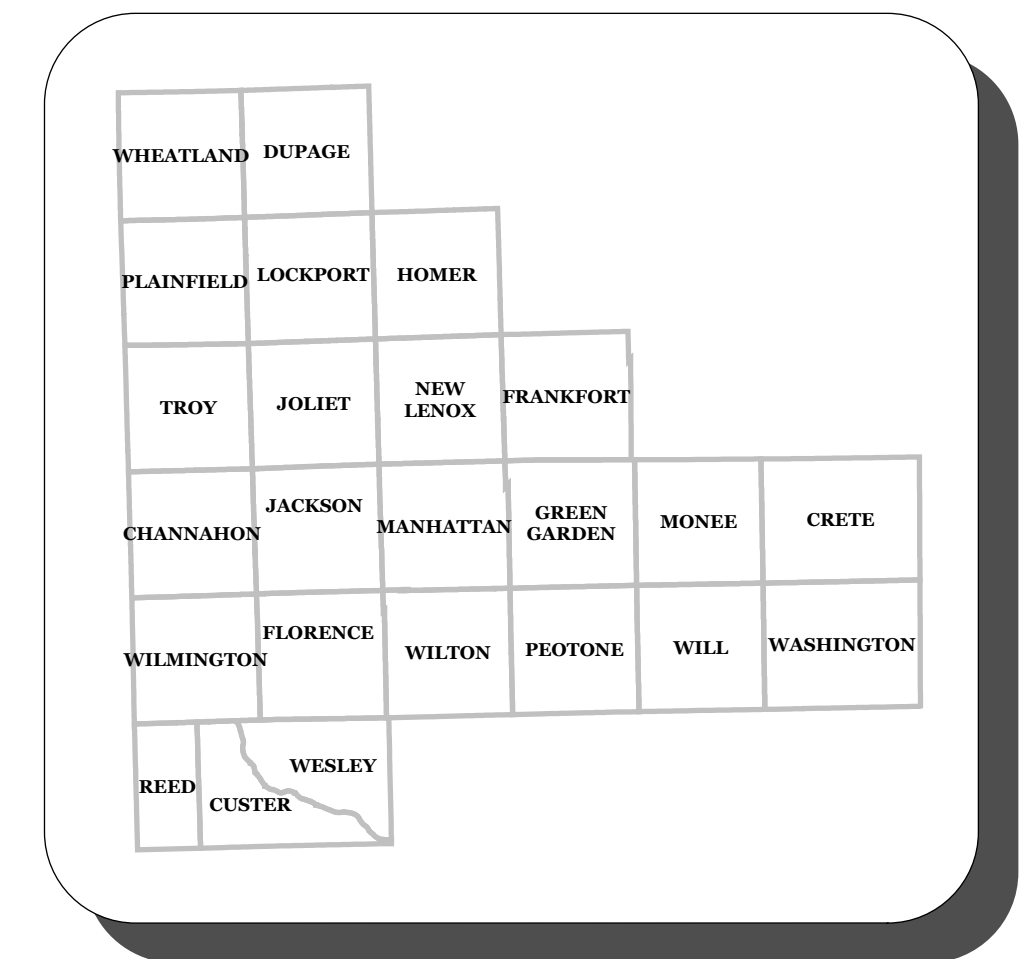 WHEATLAND
DUPAGE
PLAINFIELD
LOCKPORT
HOMER
TROY
JOLIET
NEW
LENOX
FRANKFORT
CHANNAHON
JACKSON
MANHATTAN
GREEN
GARDEN
MONEE
CRETE
WILMINGTON
FLORENCE
WILTON
PEOTONE
WILL
WASHINGTON
REED
CUSTER
WESLEY